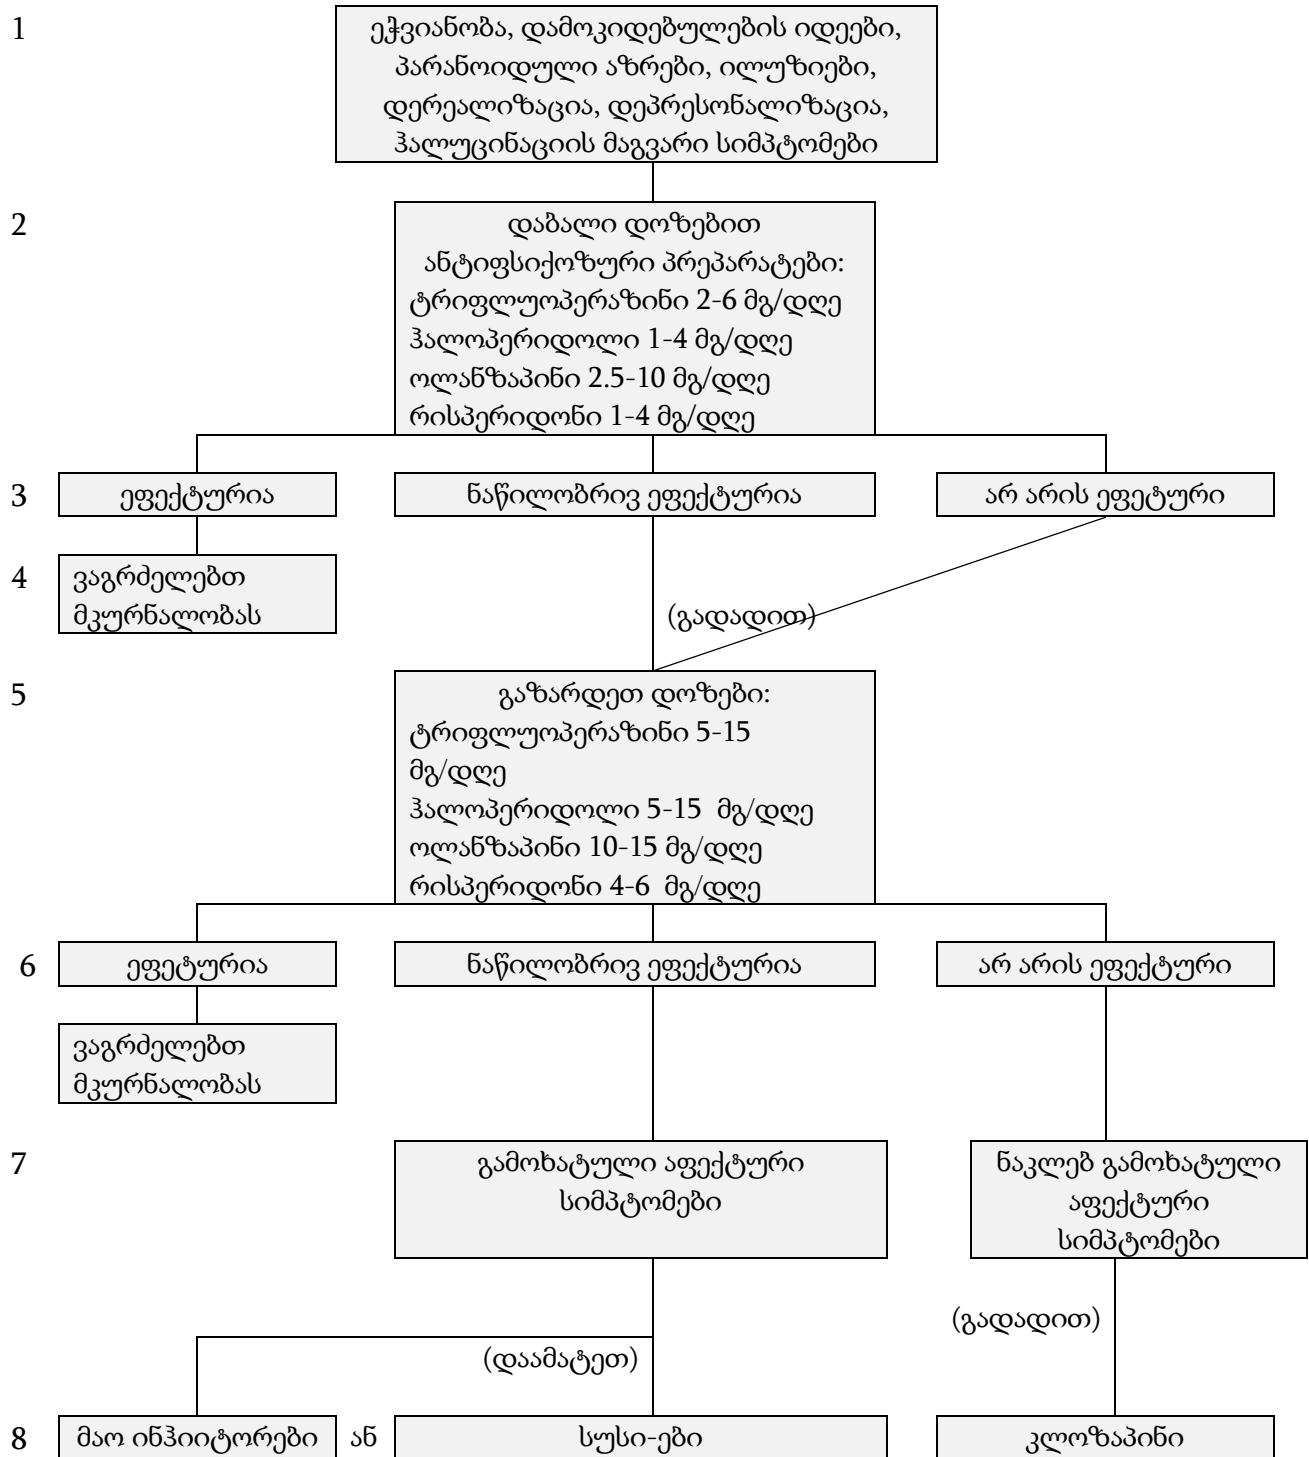 1
ეჭვიანობა, დამოკიდებულების იდეები,
პარანოიდული აზრები, ილუზიები,
დერეალიზაცია, დეპრესონალიზაცია,
ჰალუცინაციის მაგვარი სიმპტომები
2
დაბალი დოზებით
ანტიფსიქოზური პრეპარატები:
ტრიფლუოპერაზინი 2-6 მგ/დღე
ჰალოპერიდოლი 1-4 მგ/დღე
ოლანზაპინი 2.5-10 მგ/დღე
რისპერიდონი 1-4 მგ/დღე
3
ეფექტურია
ნაწილობრივ ეფექტურია
არ არის ეფეტური
4
ვაგრძელებთ
მკურნალობას
(გადადით)
5
გაზარდეთ დოზები:
ტრიფლუოპერაზინი 5-15
მგ/დღე
ჰალოპერიდოლი 5-15 მგ/დღე
ოლანზაპინი 10-15 მგ/დღე
რისპერიდონი 4-6 მგ/დღე
6
ეფეტურია
ნაწილობრივ ეფექტურია
არ არის ეფექტური
ვაგრძელებთ
მკურნალობას
7
გამოხატული აფექტური
სიმპტომები
ნაკლებ გამოხატული
აფექტური
სიმპტომები
(გადადით)
(დაამატეთ)
8
მაო ინჰიიტორები
ან
სუსი-ები
კლოზაპინი